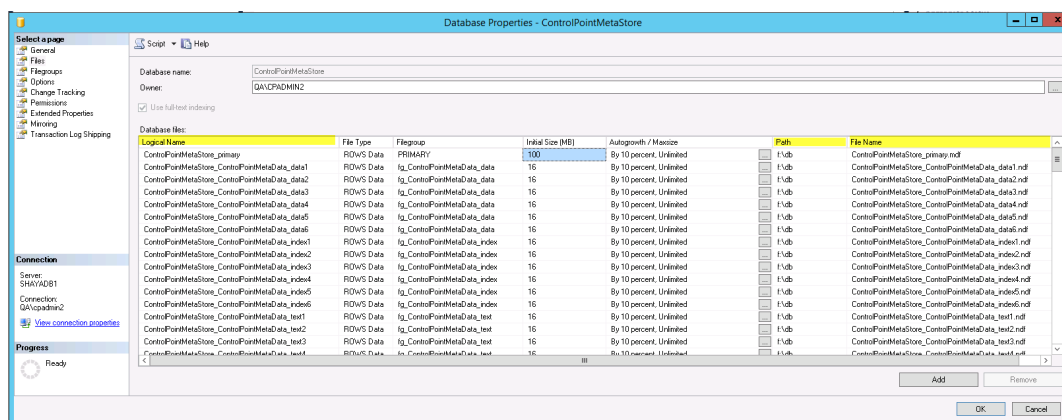 Database Properties - ControlPointMetaStore
Select a page
General
Files
Filegroups
Options
Change Tracking
Permissions
Extended Properties
Mirroring
Transaction Log Shipping
Script Help
Database name: ControlPointMetaStore
Owner: QA\CPADMIN2
Use full-text indexing
Database files:
Logical Name File Type Filegroup Initial Size (MB) Autogrowth / Maxsize Path File Name
ControlPointMetaStore_primary ROWS Data PRIMARY 100 By 10 percent, Unlimited ... f:\db ControlPointMetaStore_primary.mdf
ControlPointMetaStore_ControlPointMetaData_data1 ROWS Data fg_ControlPointMetaData_data 16 By 10 percent, Unlimited ... f:\db ControlPointMetaStore_ControlPointMetaData_data1.ndf
ControlPointMetaStore_ControlPointMetaData_data2 ROWS Data fg_ControlPointMetaData_data 16 By 10 percent, Unlimited ... f:\db ControlPointMetaStore_ControlPointMetaData_data2.ndf
ControlPointMetaStore_ControlPointMetaData_data3 ROWS Data fg_ControlPointMetaData_data 16 By 10 percent, Unlimited ... f:\db ControlPointMetaStore_ControlPointMetaData_data3.ndf
ControlPointMetaStore_ControlPointMetaData_data4 ROWS Data fg_ControlPointMetaData_data 16 By 10 percent, Unlimited ... f:\db ControlPointMetaStore_ControlPointMetaData_data4.ndf
ControlPointMetaStore_ControlPointMetaData_data5 ROWS Data fg_ControlPointMetaData_data 16 By 10 percent, Unlimited ... f:\db ControlPointMetaStore_ControlPointMetaData_data5.ndf
ControlPointMetaStore_ControlPointMetaData_data6 ROWS Data fg_ControlPointMetaData_data 16 By 10 percent, Unlimited ... f:\db ControlPointMetaStore_ControlPointMetaData_data6.ndf
ControlPointMetaStore_ControlPointMetaData_index1 ROWS Data fg_ControlPointMetaData_index 16 By 10 percent, Unlimited ... f:\db ControlPointMetaStore_ControlPointMetaData_index1.ndf
ControlPointMetaStore_ControlPointMetaData_index2 ROWS Data fg_ControlPointMetaData_index 16 By 10 percent, Unlimited ... f:\db ControlPointMetaStore_ControlPointMetaData_index2.ndf
ControlPointMetaStore_ControlPointMetaData_index3 ROWS Data fg_ControlPointMetaData_index 16 By 10 percent, Unlimited ... f:\db ControlPointMetaStore_ControlPointMetaData_index3.ndf
ControlPointMetaStore_ControlPointMetaData_index4 ROWS Data fg_ControlPointMetaData_index 16 By 10 percent, Unlimited ... f:\db ControlPointMetaStore_ControlPointMetaData_index4.ndf
ControlPointMetaStore_ControlPointMetaData_index5 ROWS Data fg_ControlPointMetaData_index 16 By 10 percent, Unlimited ... f:\db ControlPointMetaStore_ControlPointMetaData_index5.ndf
ControlPointMetaStore_ControlPointMetaData_index6 ROWS Data fg_ControlPointMetaData_index 16 By 10 percent, Unlimited ... f:\db ControlPointMetaStore_ControlPointMetaData_index6.ndf
ControlPointMetaStore_ControlPointMetaData_text1 ROWS Data fg_ControlPointMetaData_text 16 By 10 percent, Unlimited ... f:\db ControlPointMetaStore_ControlPointMetaData_text1.ndf
ControlPointMetaStore_ControlPointMetaData_text2 ROWS Data fg_ControlPointMetaData_text 16 By 10 percent, Unlimited ... f:\db ControlPointMetaStore_ControlPointMetaData_text2.ndf
ControlPointMetaStore_ControlPointMetaData_text3 ROWS Data fg_ControlPointMetaData_text 16 By 10 percent, Unlimited ... f:\db ControlPointMetaStore_ControlPointMetaData_text3.ndf
ControlPointMetaStore_ControlPointMetaData_text4 ROWS Data fg_ControlPointMetaData_text 16 By 10 percent, Unlimited ... f:\db ControlPointMetaStore_ControlPointMetaData_text4.ndf
Connection
Server:
SHAYADB1
Connection:
QA\cpadmin2
View connection properties
Progress
Ready
Add Remove
OK Cancel